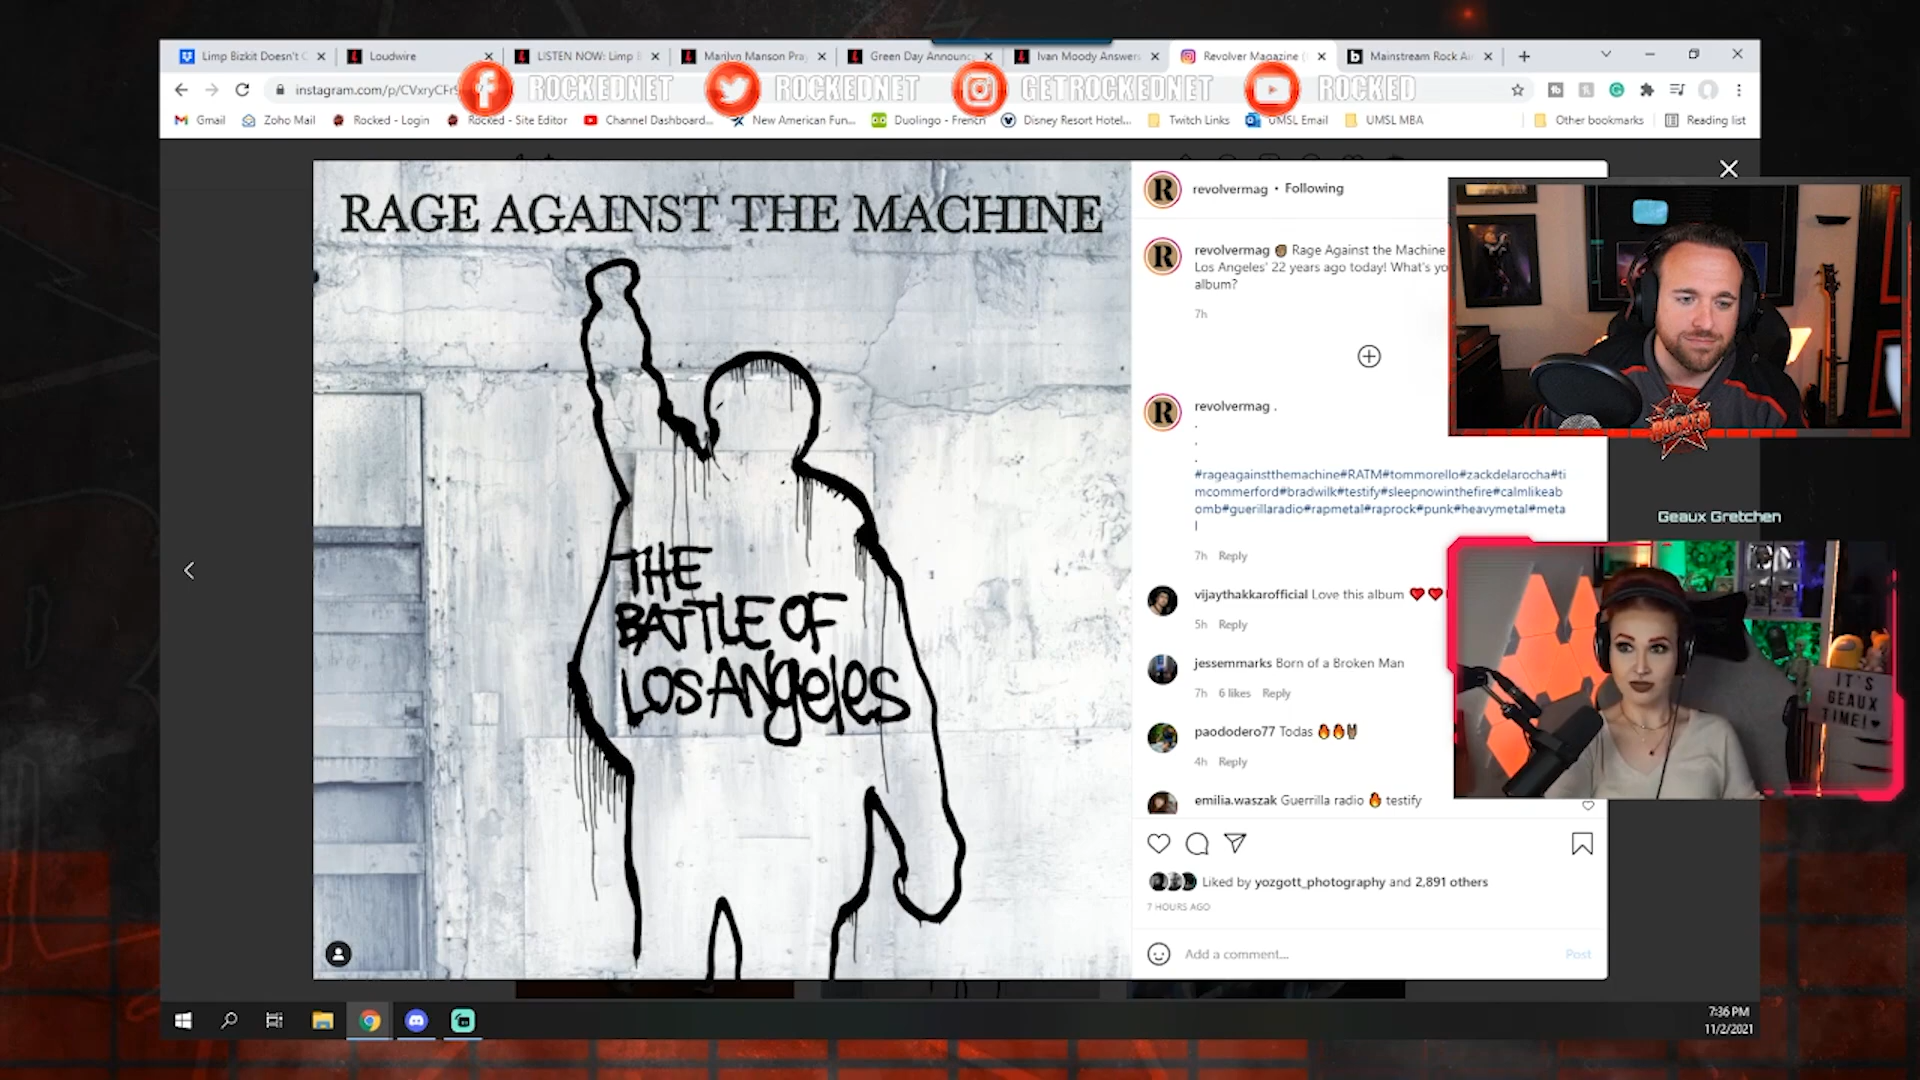 Limp Bizkit Doesn't C
Loudwire
LISTEN NOW: Limp B
Marilyn Manson Pray
Green Day Announc
Ivan Moody Answers
Revolver Magazine (
Mainstream Rock Air
instagram.com/p/CVxryCFr
ROCKEDNET
ROCKEDNET
GETROCKEDNET
ROCKED
Gmail
Zoho Mail
Rocked - Login
Rocked - Site Editor
Channel Dashboard...
New American Fun...
Duolingo - French
Disney Resort Hotel...
Twitch Links
UMSL Email
UMSL MBA
Other bookmarks
Reading list
RAGE AGAINST THE MACHINE
THE
BATTLE OF
LOS ANgeleS
revolvermag • Following
revolvermag ✊🏽 Rage Against the Machine
Los Angeles' 22 years ago today! What's yo
album?
7h
revolvermag .
.
.
.
#rageagainstthemachine#RATM#tommorello#zackdelarocha#ti
mcommerford#bradwilk#testify#sleepnowinthefire#calmlikeab
omb#guerillaradio#rapmetal#raprock#punk#heavymetal#meta
l
7h Reply
vijaythakkarofficial Love this album ❤️❤️
5h Reply
jessemmarks Born of a Broken Man
7h 6 likes Reply
paododero77 Todas 🔥🔥🤘
4h Reply
emilia.waszak Guerrilla radio 🔥 testify
Liked by yozgott_photography and 2,891 others
7 HOURS AGO
Add a comment...
Post
ROCKED
Geaux Gretchen
IT'S
GEAUX
TIME!♥
7:36 PM
11/2/2021